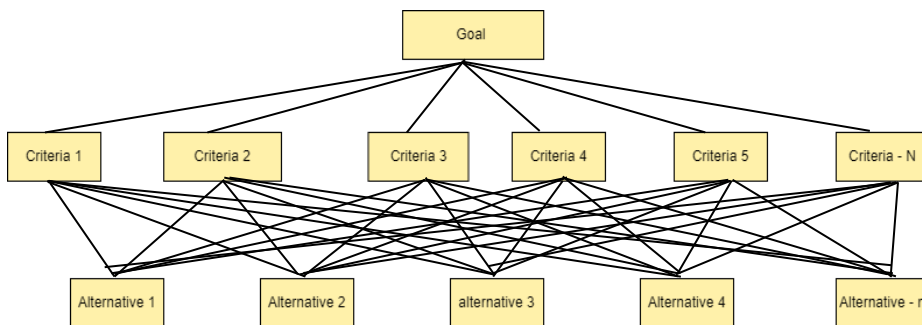 Goal
Criteria 1
Criteria 2
Criteria 3
Criteria 4
Criteria 5
Criteria - N
Alternative 1
Alternative 2
alternative 3
Alternative 4
Alternative -